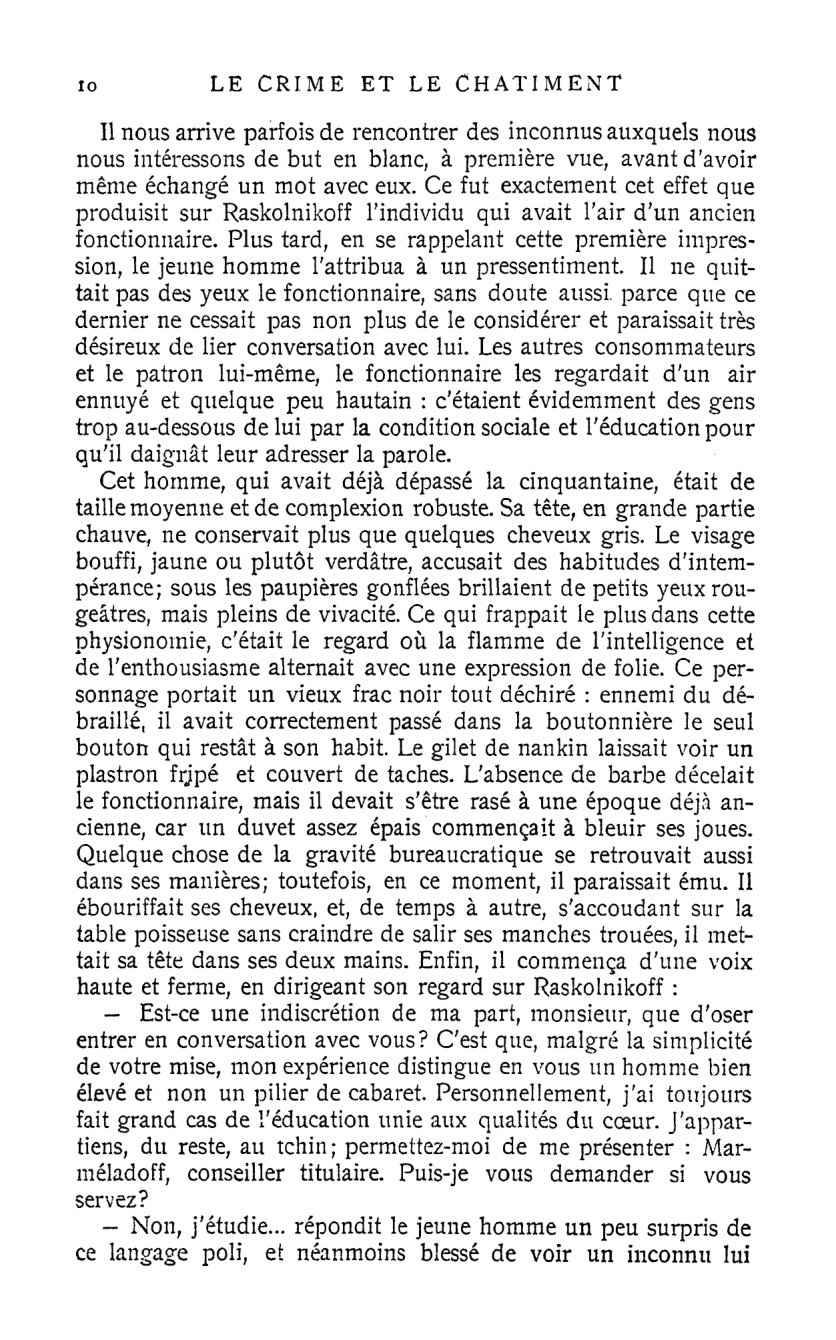 10 LE CRIME ET LE CHATIMENT
Il nous arrive parfois de rencontrer des inconnus auxquels nous
nous intéressons de but en blanc, à première vue, avant d'avoir
même échangé un mot avec eux. Ce fut exactement cet effet que
produisit sur Raskolnikoff l'individu qui avait l'air d'un ancien
fonctionnaire. Plus tard, en se rappelant cette première impres-
sion, le jeune homme l'attribua à un pressentiment. Il ne quit-
tait pas des yeux le fonctionnaire, sans doute aussi parce que ce
dernier ne cessait pas non plus de le considérer et paraissait très
désireux de lier conversation avec lui. Les autres consommateurs
et le patron lui-même, le fonctionnaire les regardait d'un air
ennuyé et quelque peu hautain : c'étaient évidemment des gens
trop au-dessous de lui par la condition sociale et l'éducation pour
qu'il daignât leur adresser la parole.
Cet homme, qui avait déjà dépassé la cinquantaine, était de
taille moyenne et de complexion robuste. Sa tête, en grande partie
chauve, ne conservait plus que quelques cheveux gris. Le visage
bouffi, jaune ou plutôt verdâtre, accusait des habitudes d'intem-
pérance; sous les paupières gonflées brillaient de petits yeux rou-
geâtres, mais pleins de vivacité. Ce qui frappait le plus dans cette
physionomie, c'était le regard où la flamme de l'intelligence et
de l'enthousiasme alternait avec une expression de folie. Ce per-
sonnage portait un vieux frac noir tout déchiré : ennemi du dé-
braillé, il avait correctement passé dans la boutonnière le seul
bouton qui restât à son habit. Le gilet de nankin laissait voir un
plastron fripé et couvert de taches. L'absence de barbe décelait
le fonctionnaire, mais il devait s'être rasé à une époque déjà an-
cienne, car un duvet assez épais commençait à bleuir ses joues.
Quelque chose de la gravité bureaucratique se retrouvait aussi
dans ses manières; toutefois, en ce moment, il paraissait ému. Il
ébouriffait ses cheveux, et, de temps à autre, s'accoudant sur la
table poisseuse sans craindre de salir ses manches trouées, il met-
tait sa tête dans ses deux mains. Enfin, il commença d'une voix
haute et ferme, en dirigeant son regard sur Raskolnikoff :
— Est-ce une indiscrétion de ma part, monsieur, que d'oser
entrer en conversation avec vous? C'est que, malgré la simplicité
de votre mise, mon expérience distingue en vous un homme bien
élevé et non un pilier de cabaret. Personnellement, j'ai toujours
fait grand cas de l'éducation unie aux qualités du cœur. J'appar-
tiens, du reste, au tchin; permettez-moi de me présenter : Mar-
méladoff, conseiller titulaire. Puis-je vous demander si vous
servez?
— Non, j'étudie... répondit le jeune homme un peu surpris de
ce langage poli, et néanmoins blessé de voir un inconnu lui